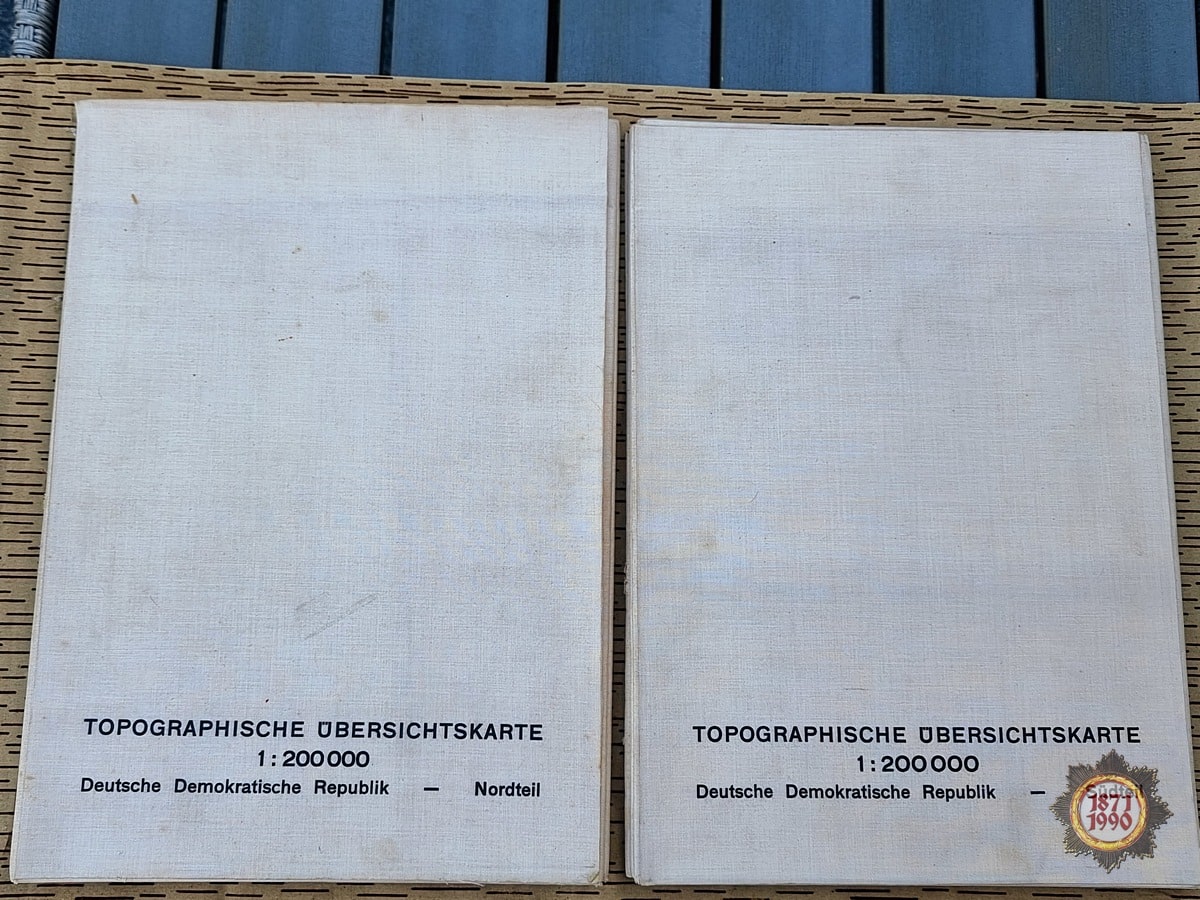 TOPOGRAPHISCHE ÜBERSICHTSKARTE
1:200000
Deutsche Demokratische Republik — Nordteil
TOPOGRAPHISCHE ÜBERSICHTSKARTE
1:200000
Deutsche Demokratische Republik — Südteil
1871
1990